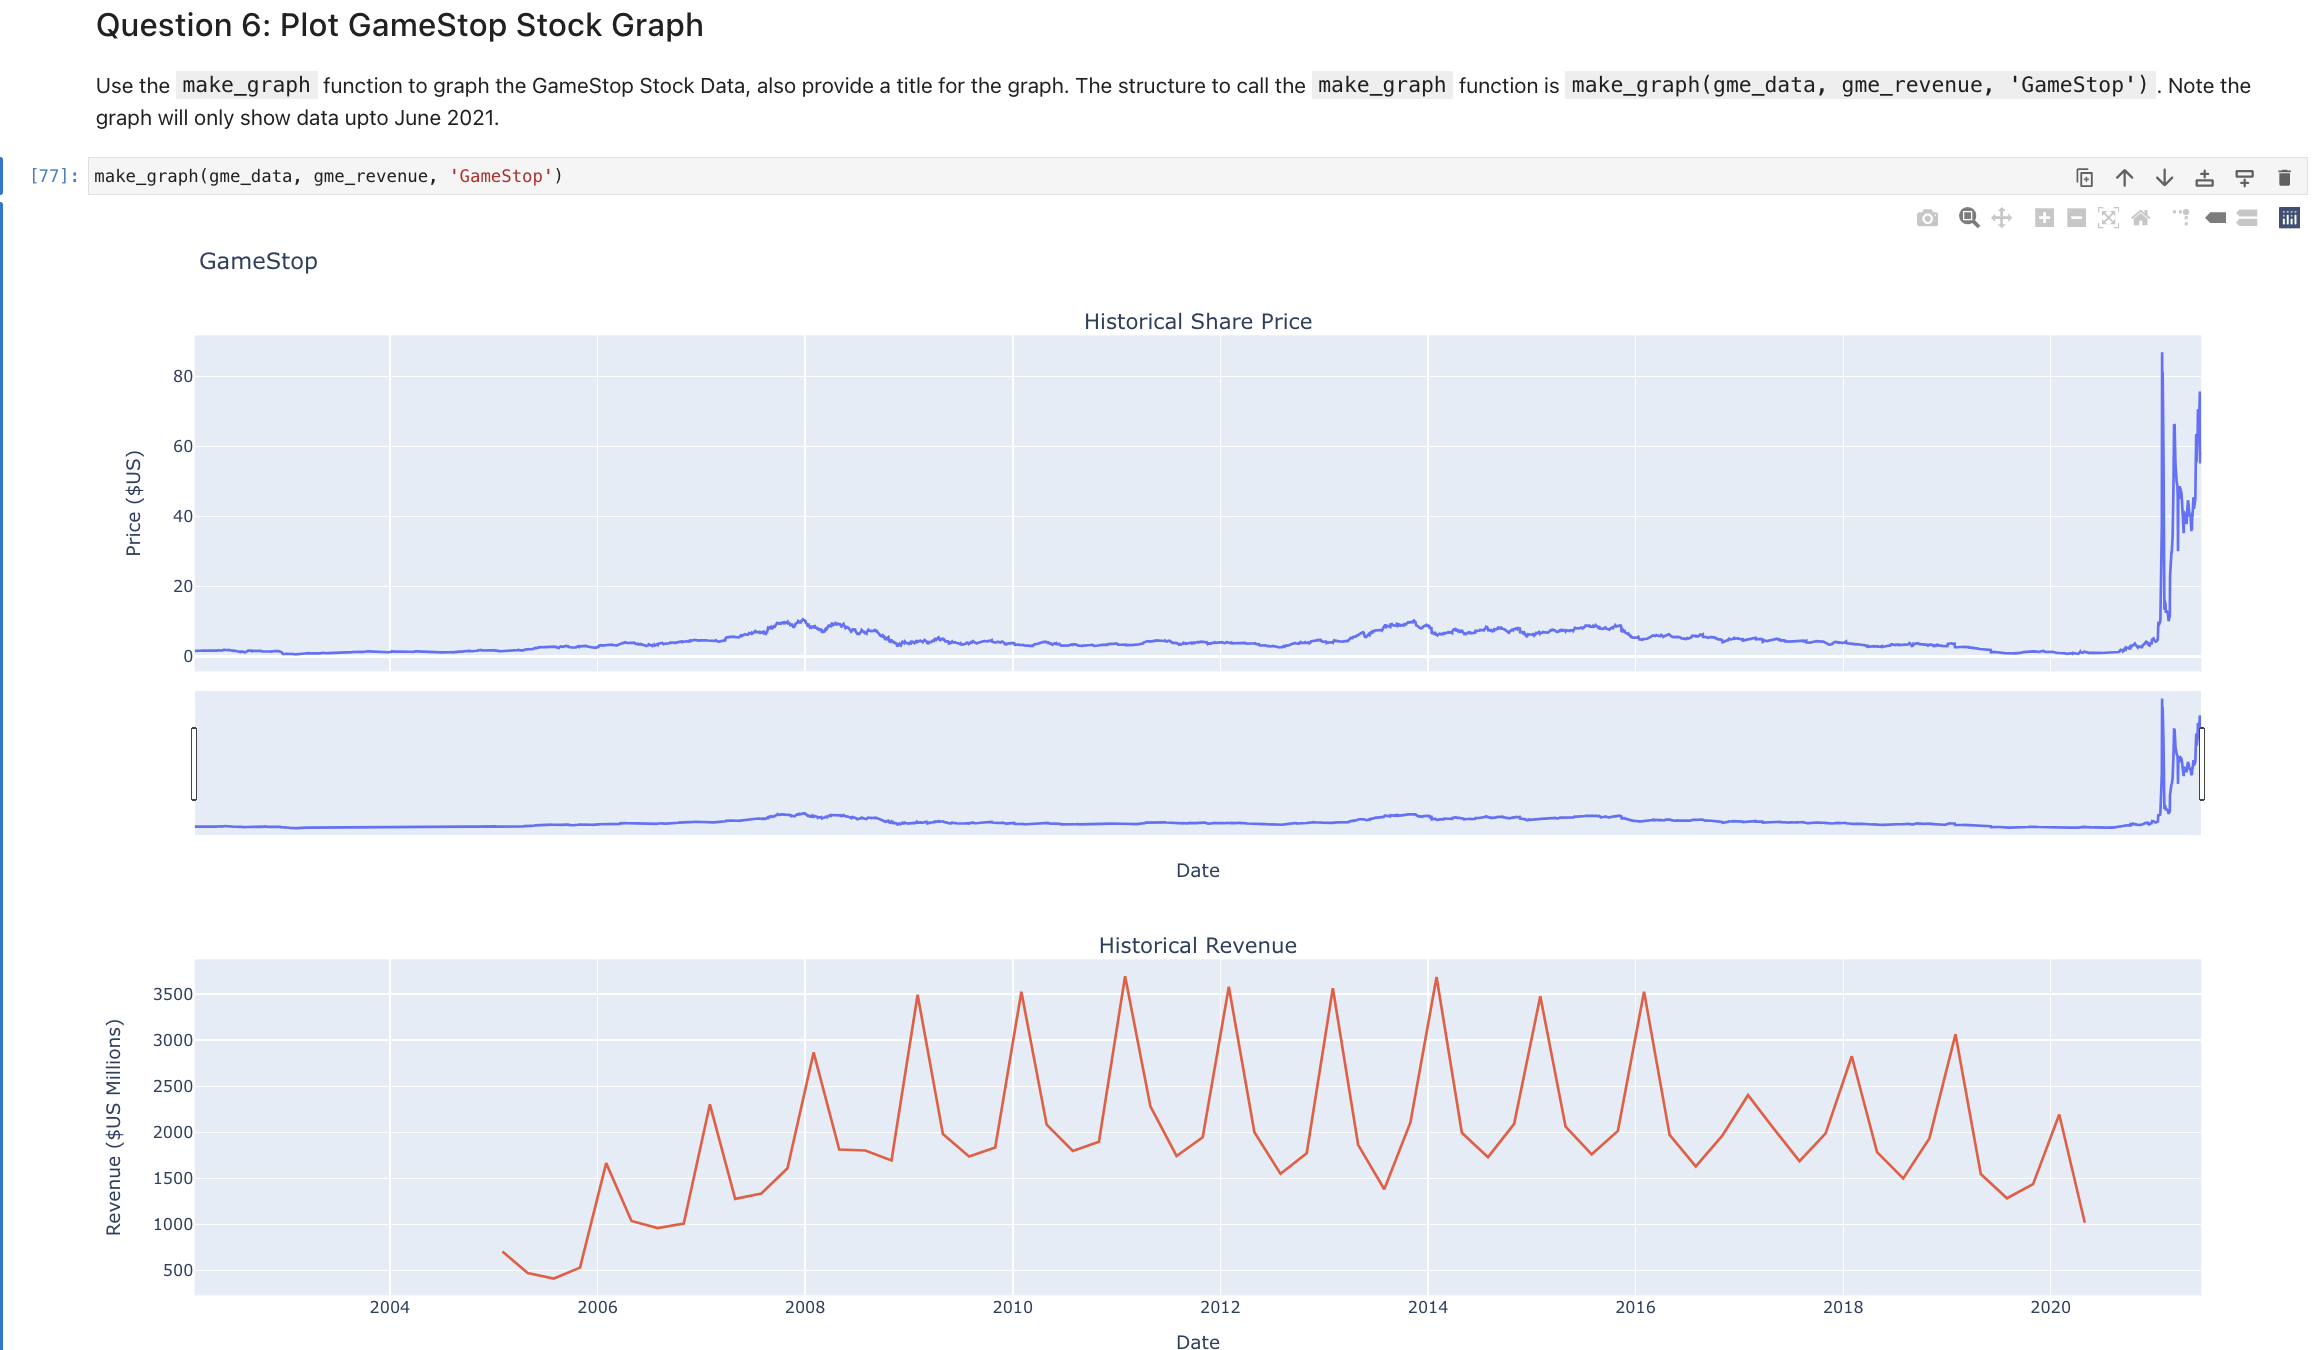 Question 6: Plot GameStop Stock Graph
Use the make_graph function to graph the GameStop Stock Data, also provide a title for the graph. The structure to call the make_graph function is make_graph(gme_data, gme_revenue, 'GameStop'). Note the
graph will only show data upto June 2021.
[77]: make_graph(gme_data, gme_revenue, 'GameStop')
GameStop
Historical Share Price
80
60
40
20
0
Price ($US)
Date
Historical Revenue
3500
3000
2500
2000
1500
1000
500
Revenue ($US Millions)
2004 2006 2008 2010 2012 2014 2016 2018 2020
Date